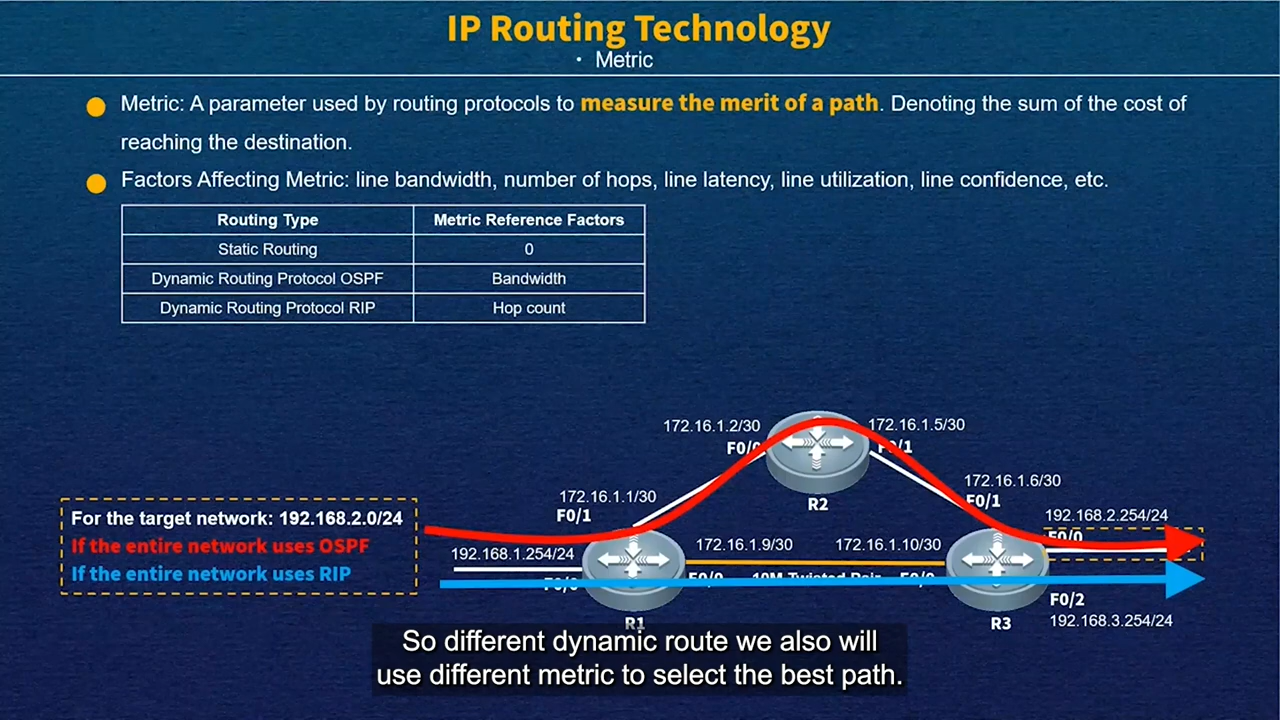 IP Routing Technology
· Metric
Metric: A parameter used by routing protocols to measure the merit of a path. Denoting the sum of the cost of
reaching the destination.
Factors Affecting Metric: line bandwidth, number of hops, line latency, line utilization, line confidence, etc.
Routing Type Metric Reference Factors
Static Routing 0
Dynamic Routing Protocol OSPF Bandwidth
Dynamic Routing Protocol RIP Hop count
172.16.1.2/30 172.16.1.5/30
F0/0 F0/1
172.16.1.6/30
F0/1
172.16.1.1/30
F0/1
R2
For the target network: 192.168.2.0/24
If the entire network uses OSPF
If the entire network uses RIP
192.168.2.254/24
F0/0
192.168.1.254/24 172.16.1.9/30 172.16.1.10/30
F0/0 F0/0 10M Twisted Pair F0/0
F0/2
192.168.3.254/24
R1 R3
So different dynamic route we also will
use different metric to select the best path.